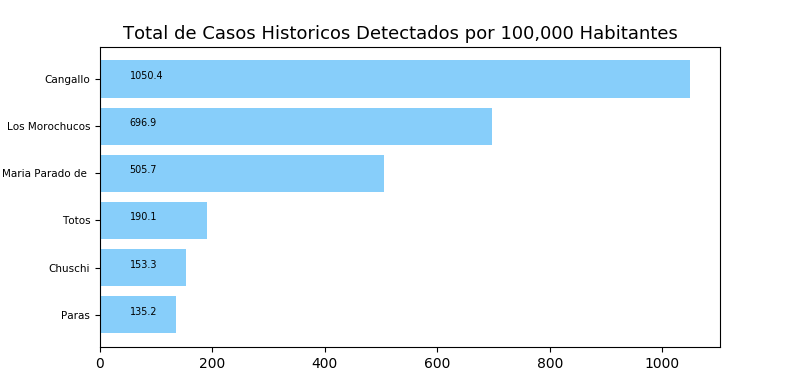 Total de Casos Historicos Detectados por 100,000 Habitantes
Cangallo 1050.4
Los Morochucos 696.9
Maria Parado de 505.7
Totos 190.1
Chuschi 153.3
Paras 135.2
0 200 400 600 800 1000